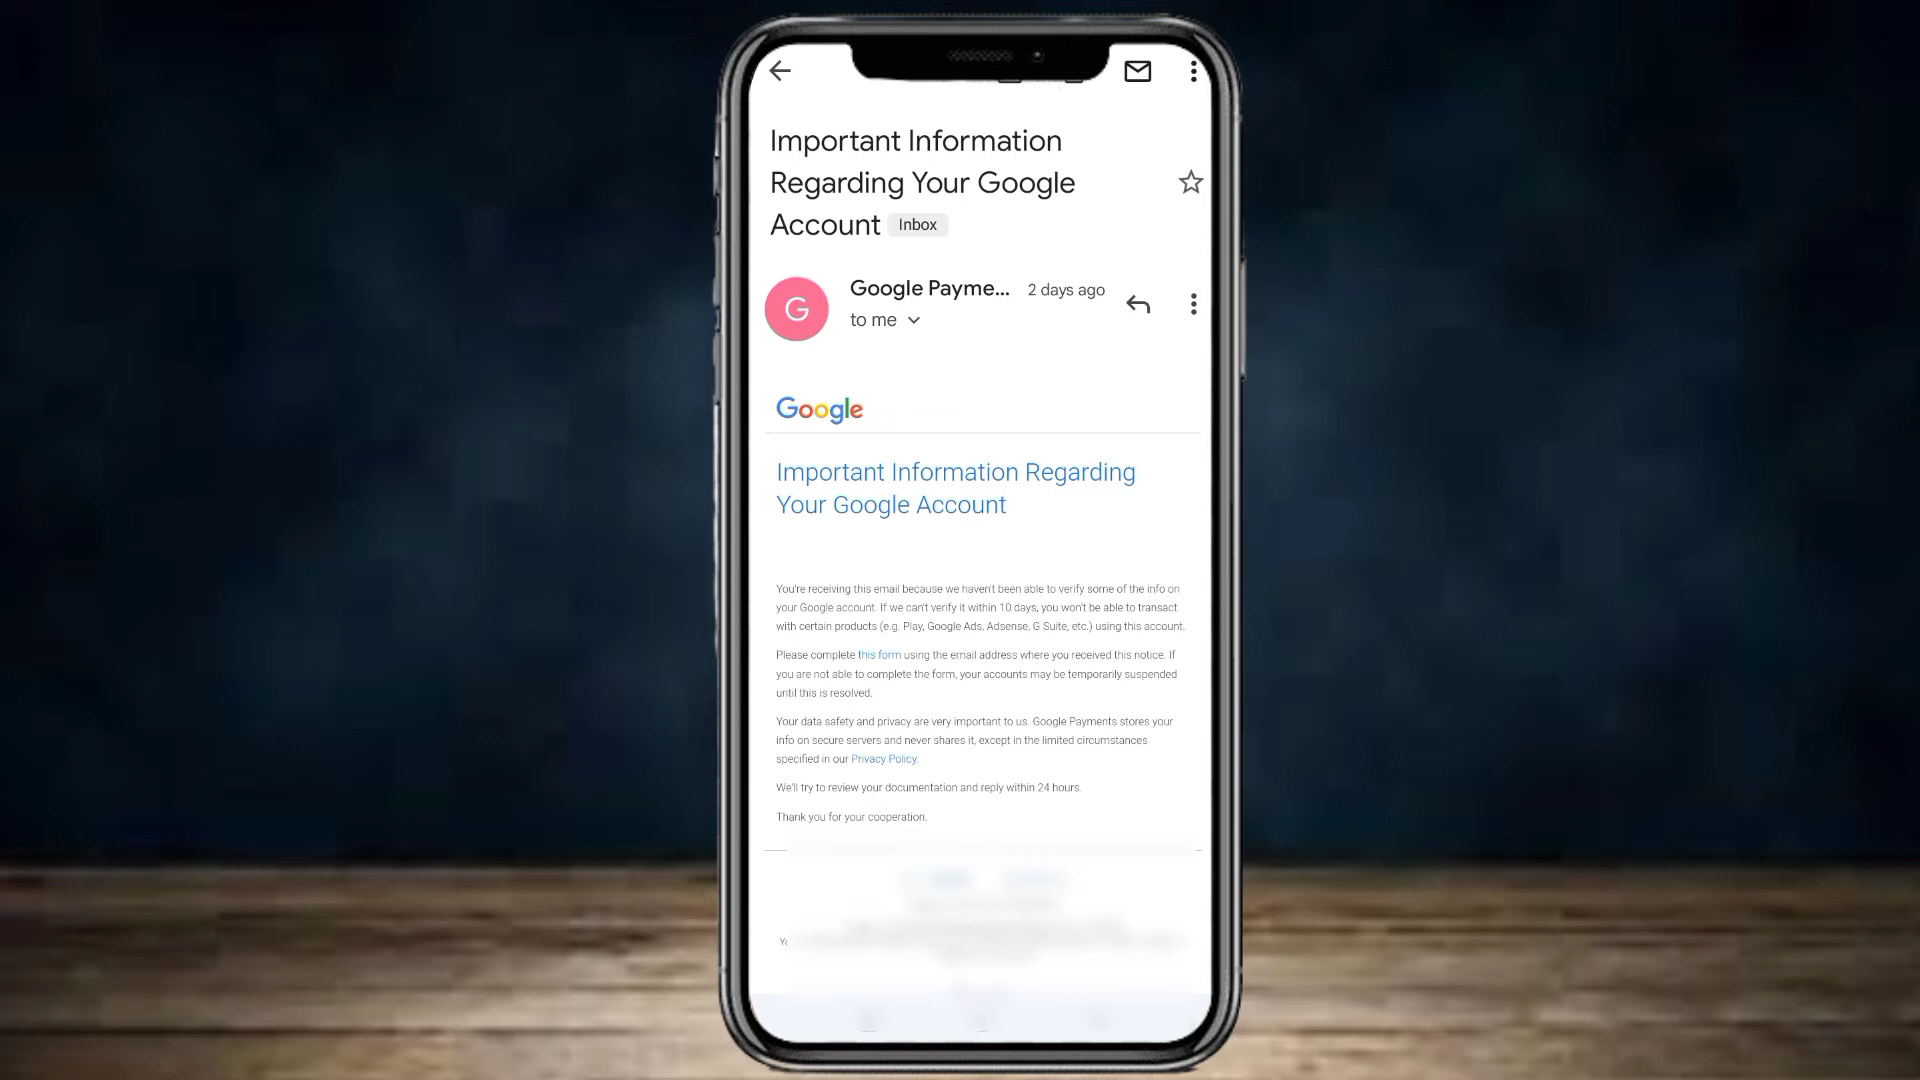 Important Information
Regarding Your Google
Account Inbox
G
Google Payme... 2 days ago
to me
Google
Important Information Regarding
Your Google Account
You're receiving this email because we haven't been able to verify some of the info on
your Google account. If we can't verify it within 10 days, you won't be able to transact
with certain products (e.g. Play, Google Ads, Adsense, G Suite, etc.) using this account.
Please complete this form using the email address where you received this notice. If
you are not able to complete the form, your accounts may be temporarily suspended
until this is resolved.
Your data safety and privacy are very important to us. Google Payments stores your
info on secure servers and never shares it, except in the limited circumstances
specified in our Privacy Policy.
We'll try to review your documentation and reply within 24 hours.
Thank you for your cooperation.